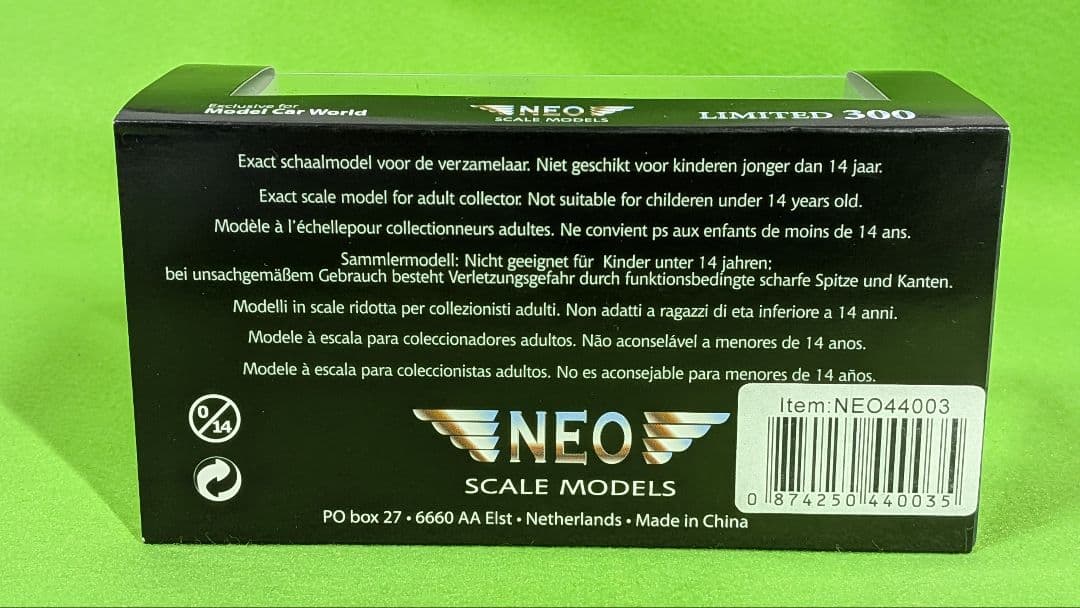 Exclusive for
Model Car World
NEO
SCALE MODELS
LIMITED 300
Exact schaalmodel voor de verzamelaar. Niet geschikt voor kinderen jonger dan 14 jaar.
Exact scale model for adult collector. Not suitable for childeren under 14 years old.
Modèle à l'échellepour collectionneurs adultes. Ne convient ps aux enfants de moins de 14 ans.
Sammlermodell: Nicht geeignet für Kinder unter 14 jahren;
bei unsachgemäßem Gebrauch besteht Verletzungsgefahr durch funktionsbedingte scharfe Spitze und Kanten.
Modelli in scale ridotta per collezionisti adulti. Non adatti a ragazzi di eta inferiore a 14 anni.
Modele à escala para coleccionadores adultos. Não aconselável a menores de 14 anos.
Modele à escala para coleccionistas adultos. No es aconsejable para menores de 14 años.
0/14
NEO
SCALE MODELS
PO box 27 • 6660 AA Elst • Netherlands • Made in China
Item:NEO44003
0 874250 440035